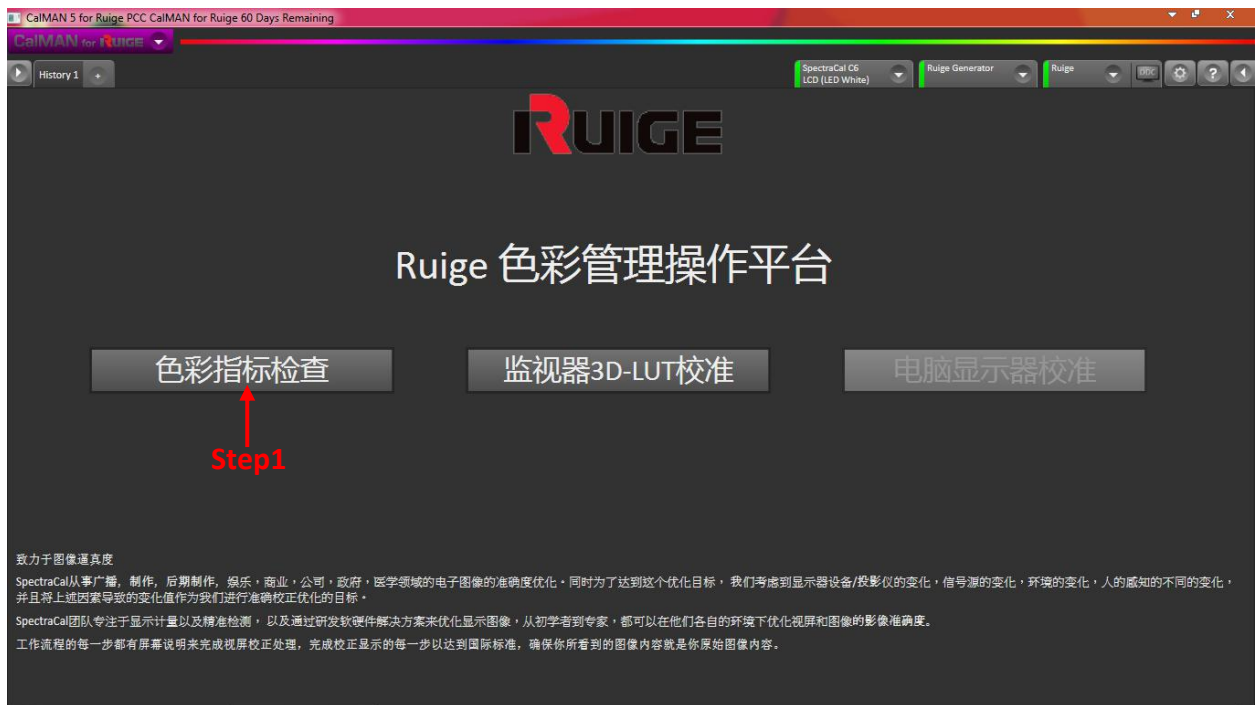 CalMAN 5 for Ruige PCC CalMAN for Ruige 60 Days Remaining
CalMAN for RUIGE
History 1
SpectraCal C6
LCD (LED White)
Ruige Generator
Ruige
DDC
RUIGE
Ruige 色彩管理操作平台
色彩指标检查
监视器3D-LUT校准
电脑显示器校准
Step1
致力于图像逼真度
SpectraCal从事广播，制作，后期制作，娱乐，商业，公司，政府，医学领域的电子图像的准确度优化。同时为了达到这个优化目标，我们考虑到显示器设备/投影仪的变化，信号源的变化，环境的变化，人的感知的不同的变化，
并且将上述因素导致的变化值作为我们进行准确校正优化的目标。
SpectraCal团队专注于显示计量以及精准检测，以及通过研发软硬件解决方案来优化显示图像，从初学者到专家，都可以在他们各自的环境下优化视屏和图像的影像准确度。
工作流程的每一步都有屏幕说明来完成视屏校正处理，完成校正显示的每一步以达到国际标准，确保你所看到的图像内容就是你原始图像内容。